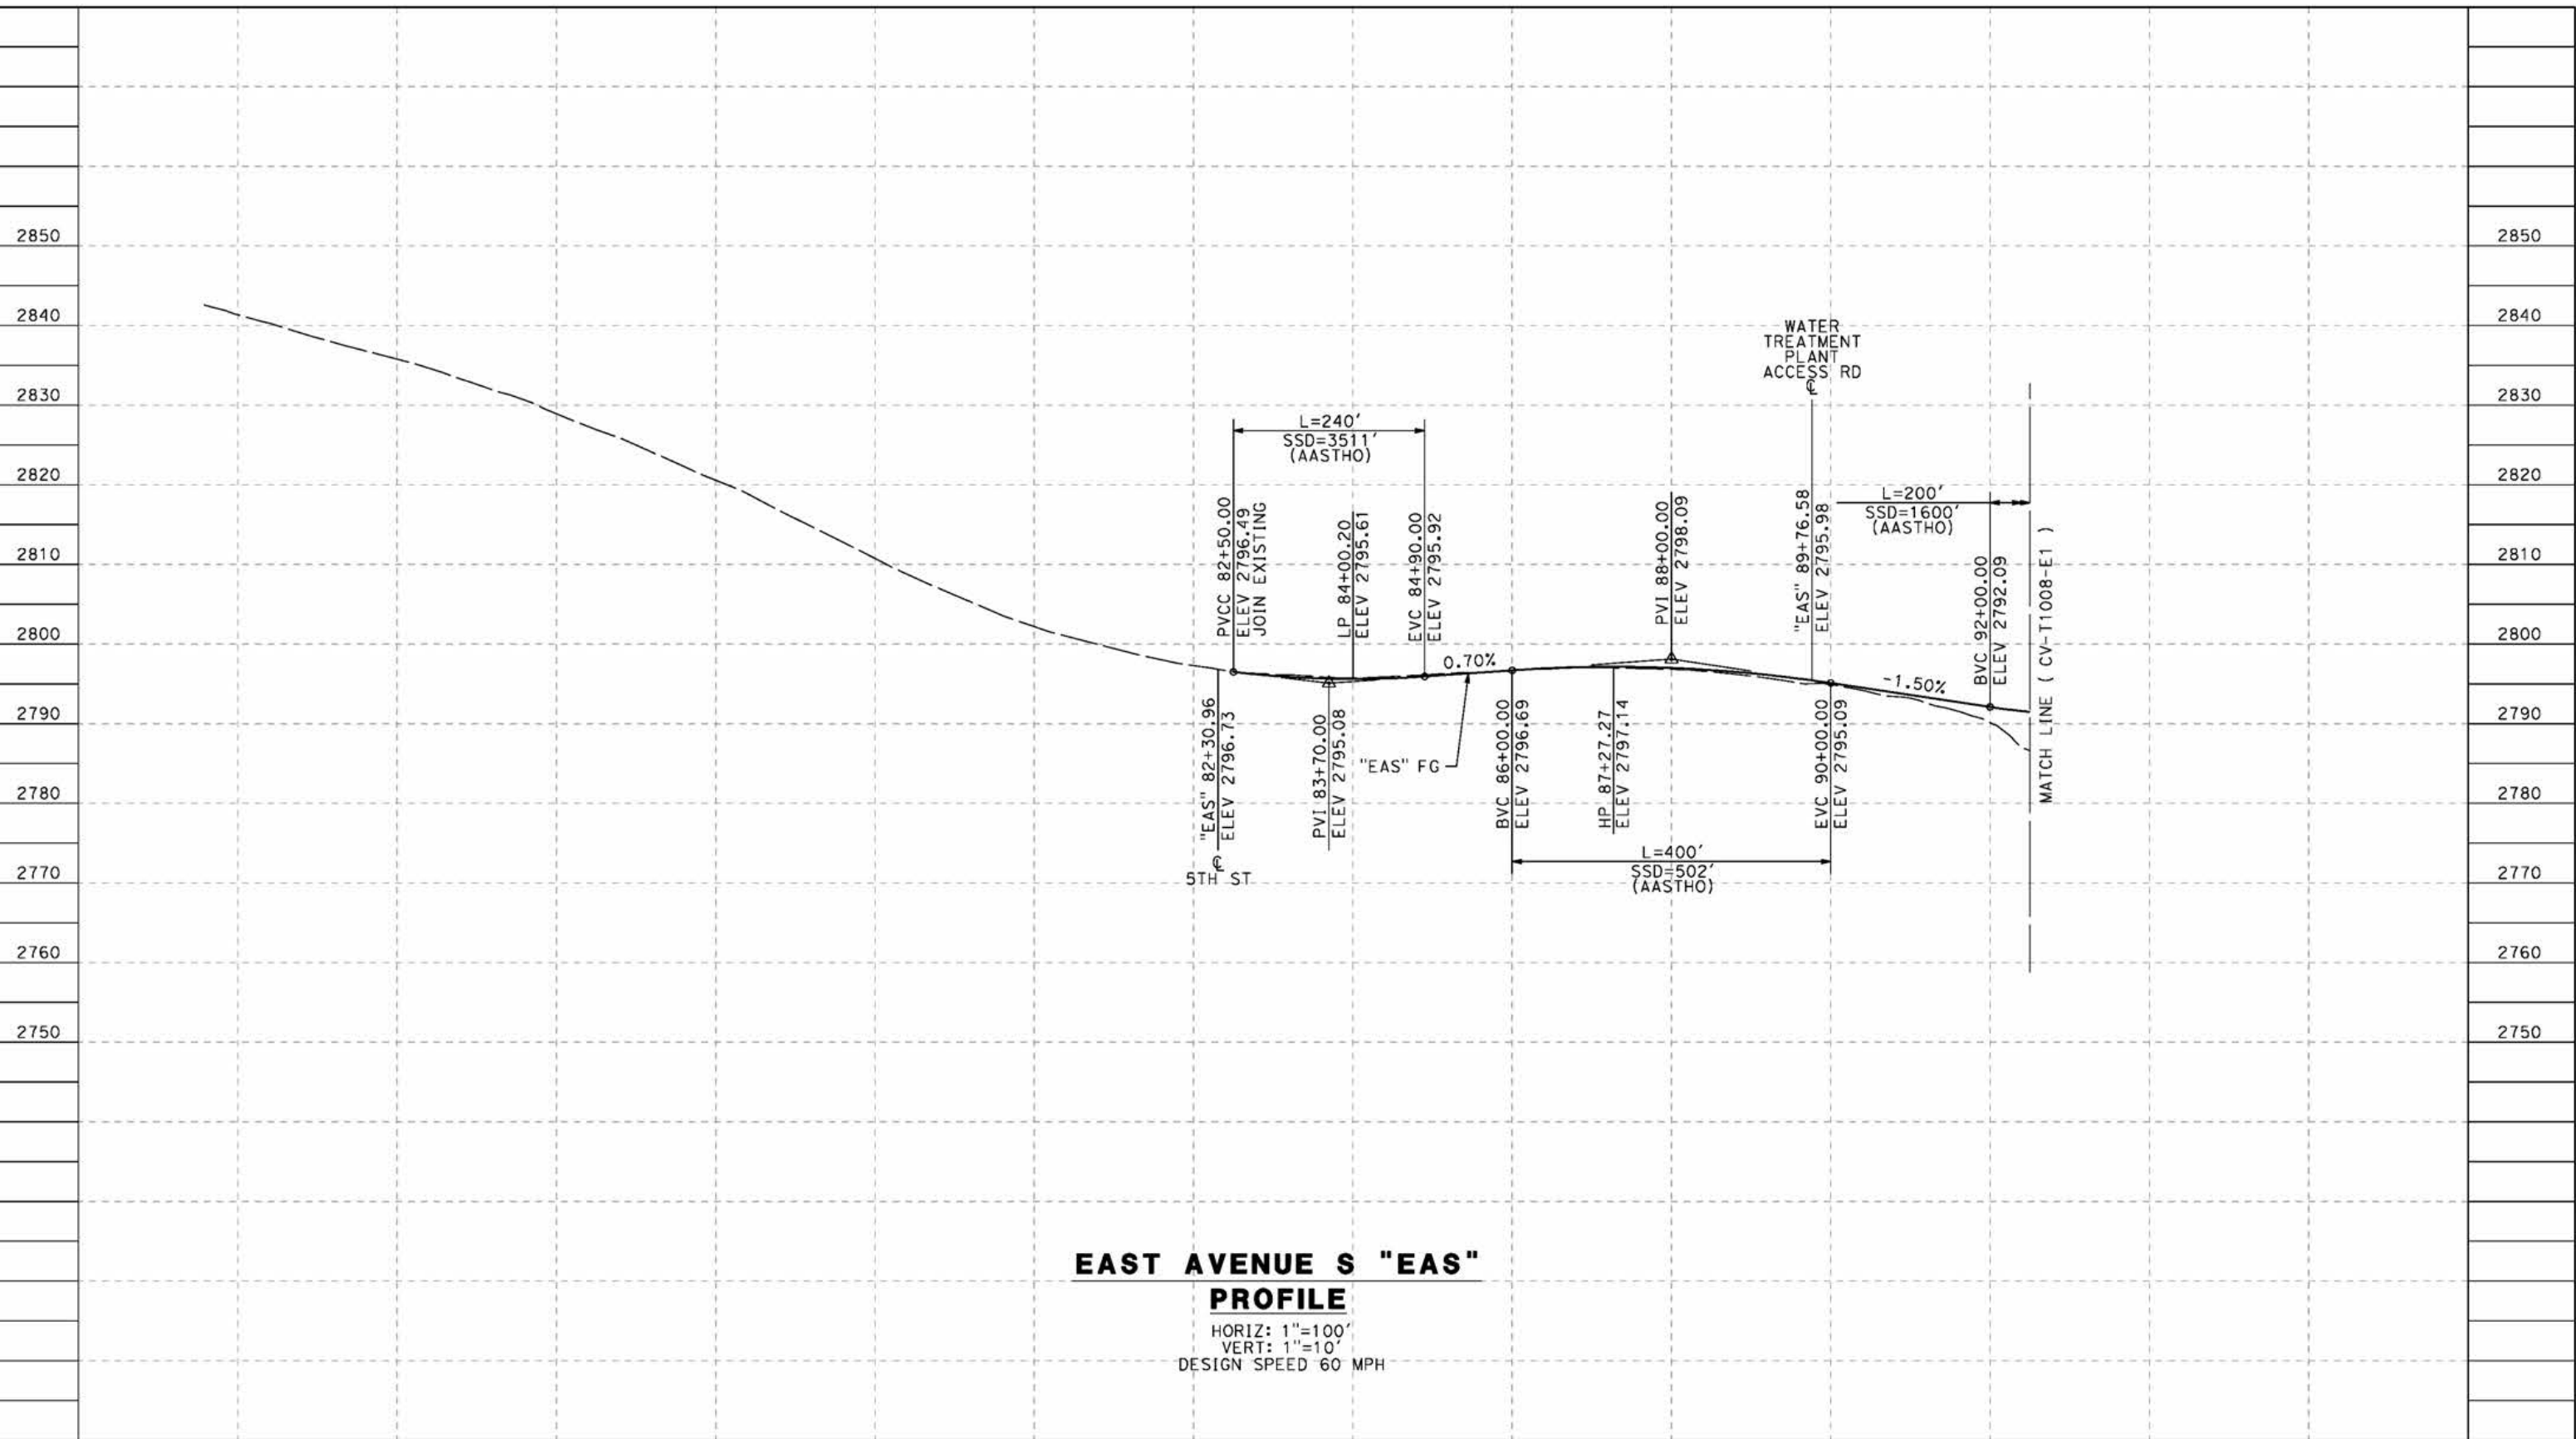 2850
2840
2830
2820
2810
2800
2790
2780
2770
2760
2750
L=240'
SSD=3511'
(AASTHO)
PVCC 82+50.00
ELEV 2796.49
JOIN EXISTING
LP 84+00.20
ELEV 2795.61
EVC 84+90.00
ELEV 2795.92
0.70%
"EAS" 82+30.96
ELEV 2796.73
℄
5TH ST
PVI 83+70.00
ELEV 2795.08
"EAS" FG
BVC 86+00.00
ELEV 2796.69
HP 87+27.27
ELEV 2797.14
L=400'
SSD=502'
(AASTHO)
PVI 88+00.00
ELEV 2798.09
WATER
TREATMENT
PLANT
ACCESS RD
℄
"EAS" 89+76.58
ELEV 2795.98
EVC 90+00.00
ELEV 2795.09
-1.50%
L=200'
SSD=1600'
(AASTHO)
BVC 92+00.00
ELEV 2792.09
MATCH LINE ( CV-T1008-E1 )
2850
2840
2830
2820
2810
2800
2790
2780
2770
2760
2750
EAST AVENUE S "EAS"
PROFILE
HORIZ: 1"=100'
VERT: 1"=10'
DESIGN SPEED 60 MPH